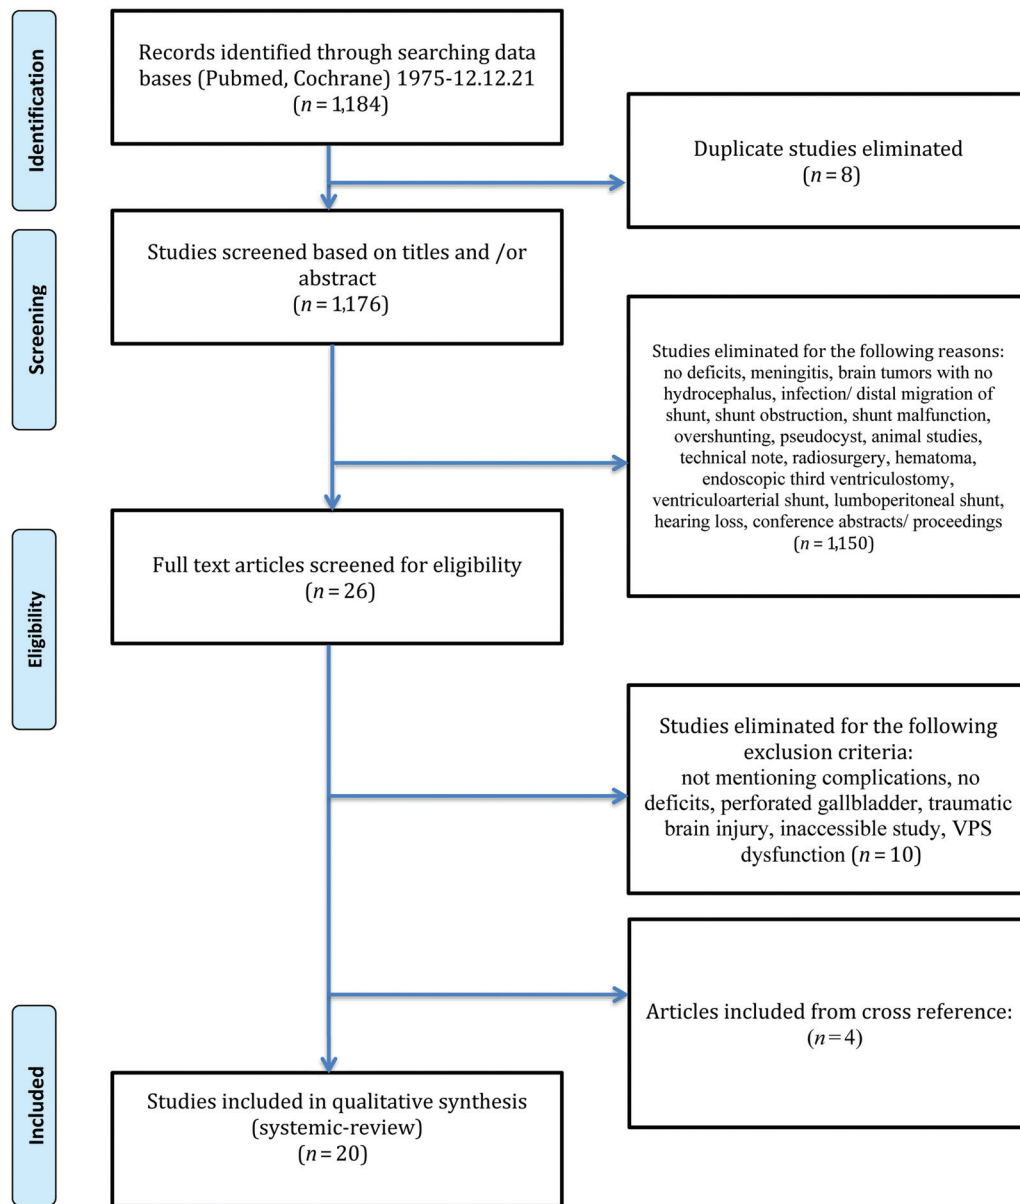 Identification
Records identified through searching data
bases (Pubmed, Cochrane) 1975-12.12.21
(n = 1,184)
Duplicate studies eliminated
(n = 8)
Screening
Studies screened based on titles and /or
abstract
(n = 1,176)
Studies eliminated for the following reasons:
no deficits, meningitis, brain tumors with no
hydrocephalus, infection/ distal migration of
shunt, shunt obstruction, shunt malfunction,
overshunting, pseudocyst, animal studies,
technical note, radiosurgery, hematoma,
endoscopic third ventriculostomy,
ventriculoarterial shunt, lumboperitoneal shunt,
hearing loss, conference abstracts/ proceedings
(n = 1,150)
Eligibility
Full text articles screened for eligibility
(n = 26)
Studies eliminated for the following
exclusion criteria:
not mentioning complications, no
deficits, perforated gallbladder, traumatic
brain injury, inaccessible study, VPS
dysfunction (n = 10)
Articles included from cross reference:
(n = 4)
Included
Studies included in qualitative synthesis
(systemic-review)
(n = 20)